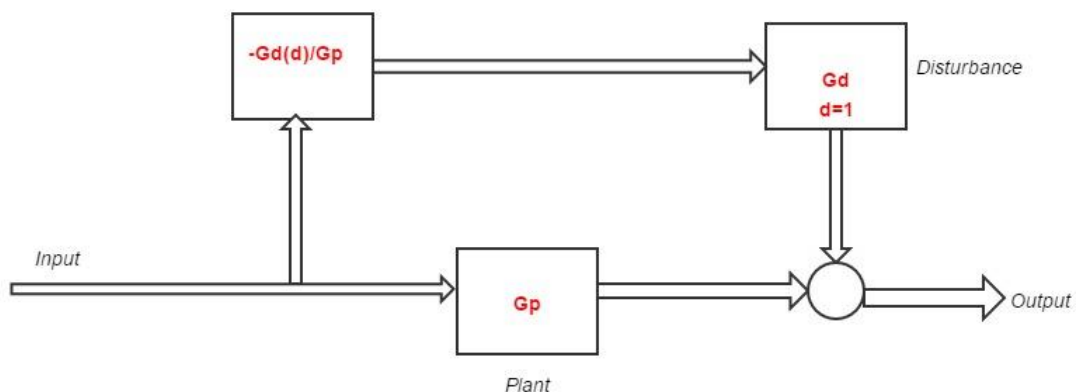 -Gd(d)/Gp
Gd
d=1
Disturbance
Input
Gp
Output
Plant